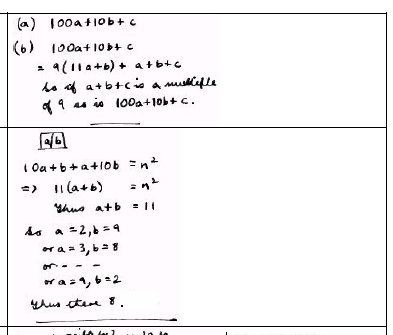 (a) 100a+10b+c
(b) 100a+10b+c
= 9(11a+b) + a+b+c
So if a+b+c is a multiple
of 9 so is 100a+10b+c.
a b
10a+b+a+10b = n²
=> 11(a+b) = n²
Thus a+b = 11
So a=2, b=9
or a=3, b=8
or - - -
or a=9, b=2
Thus there 8.